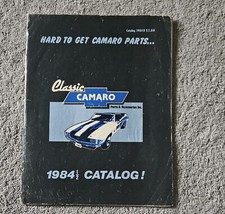 HARD TO GET CAMARO PARTS...
Classic
CAMARO
Parts & Accessories Inc.
1984½ CATALOG!